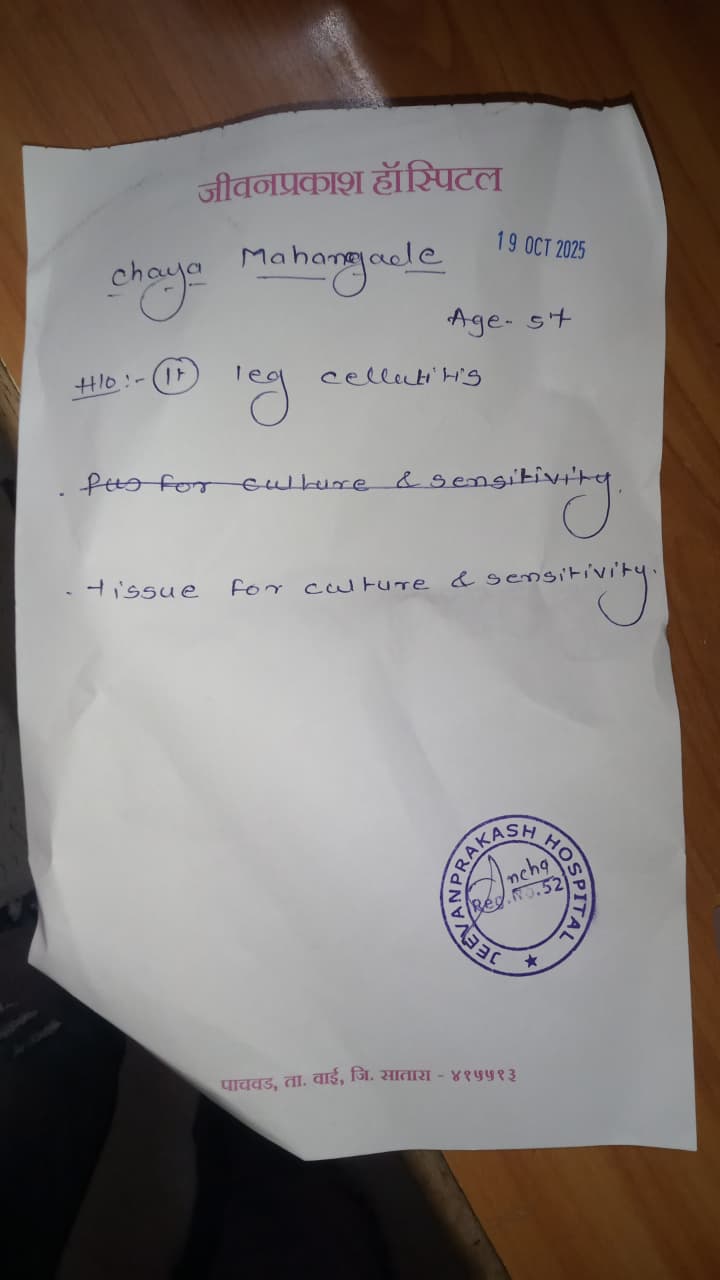 जीवनप्रकाश हॉस्पिटल
19 OCT 2025
Chaya Mahangade
Age- 57
H/o:- lt leg cellulitis
. Pus for culture & sensitivity.
. tissue for culture & sensitivity.
JEEVANPRAKASH HOSPITAL
Reg.No.52
पाचवड, ता. वाई, जि. सातारा - ४१५५१३